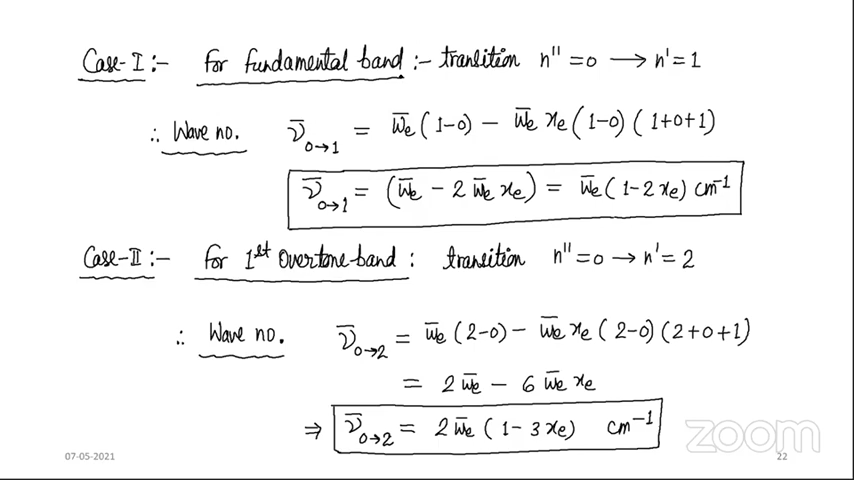 Case-I :- For fundamental band :- transition n'' = 0 → n' = 1
∴ Wave no. ν̄₀→₁ = w̄e (1-0) - w̄e xe (1-0) (1+0+1)
ν̄₀→₁ = (w̄e - 2 w̄e xe) = w̄e (1-2xe) cm⁻¹
Case-II :- For 1st Overtone band : transition n'' = 0 → n' = 2
∴ Wave no. ν̄₀→₂ = w̄e (2-0) - w̄e xe (2-0) (2+0+1)
= 2 w̄e - 6 w̄e xe
⇒ ν̄₀→₂ = 2 w̄e (1-3xe) cm⁻¹
zoom
07-05-2021 22